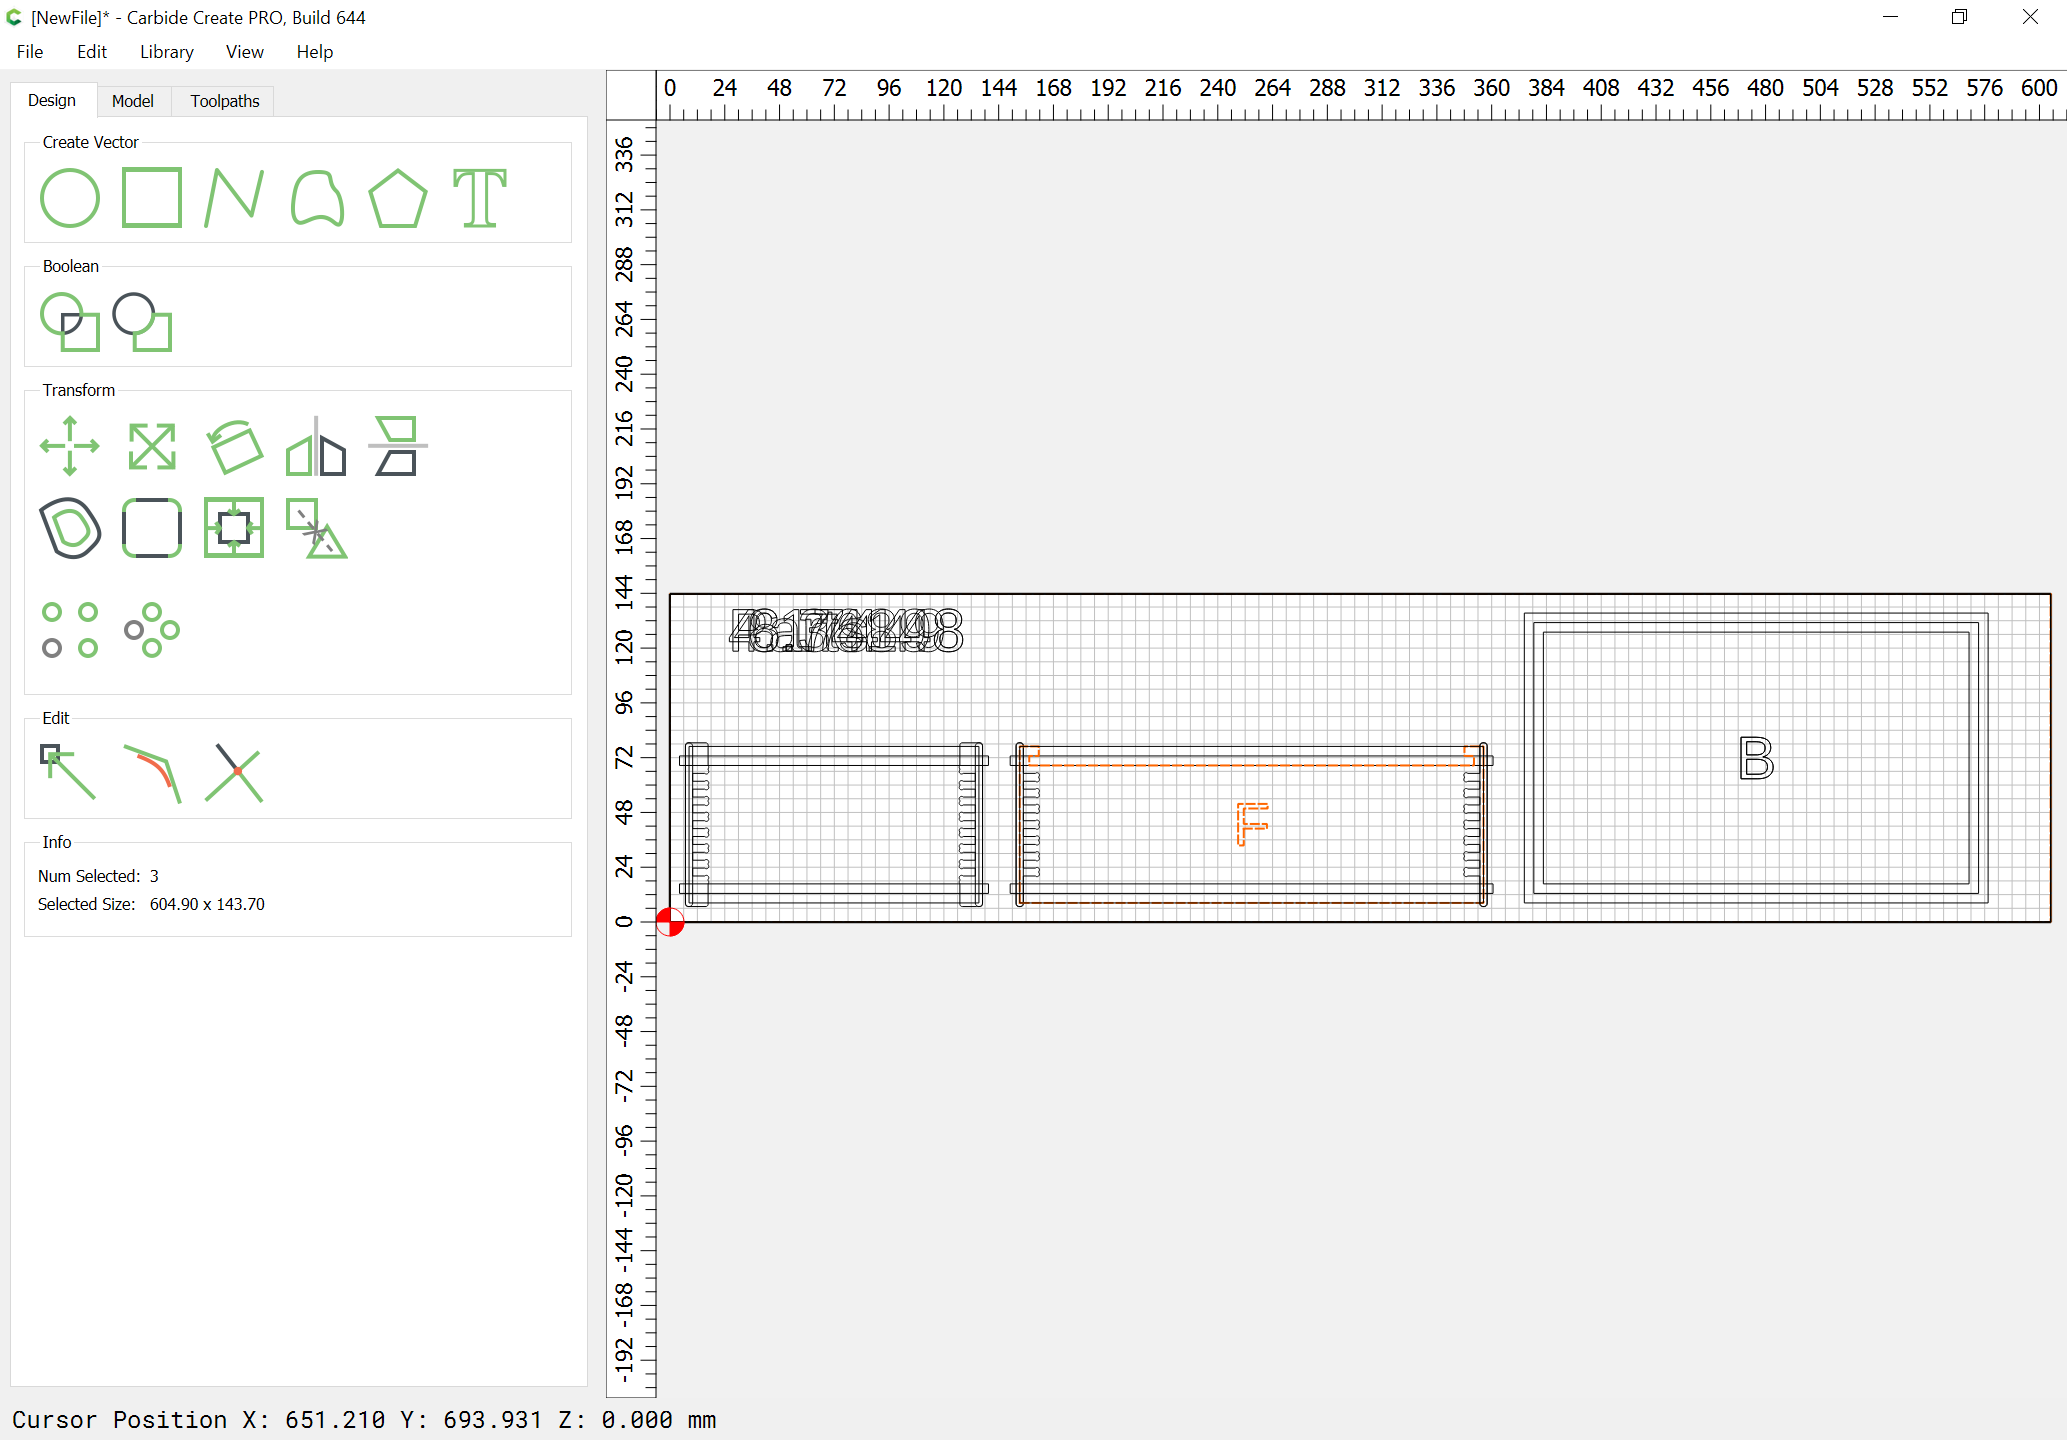 [NewFile]* - Carbide Create PRO, Build 644
File Edit Library View Help
Design Model Toolpaths
Create Vector
Boolean
Transform
Edit
Info
Num Selected: 3
Selected Size: 604.90 x 143.70
0 24 48 72 96 120 144 168 192 216 240 264 288 312 336 360 384 408 432 456 480 504 528 552 576 600
336
312
288
264
240
216
192
168
144
120
96
72
48
24
0
-24
-48
-72
-96
-120
-144
-168
-192
F
B
Cursor Position X: 651.210 Y: 693.931 Z: 0.000 mm